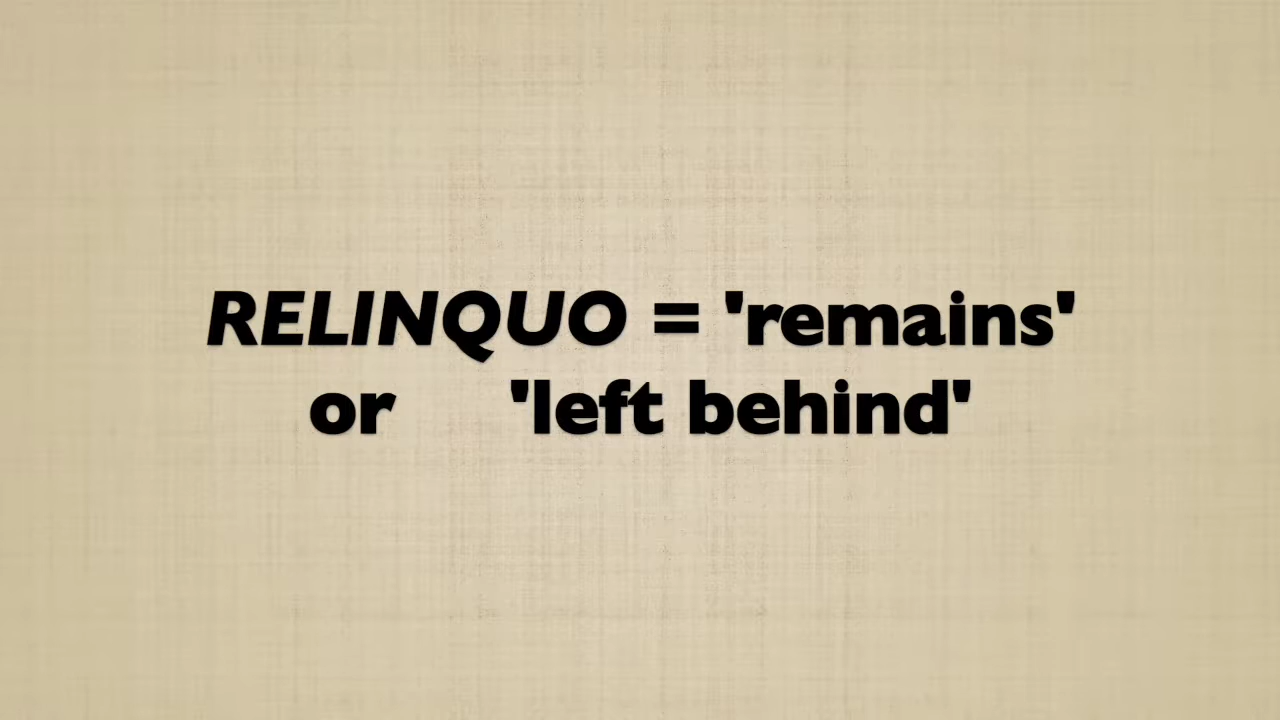 RELINQUO = 'remains'
or 'left behind'